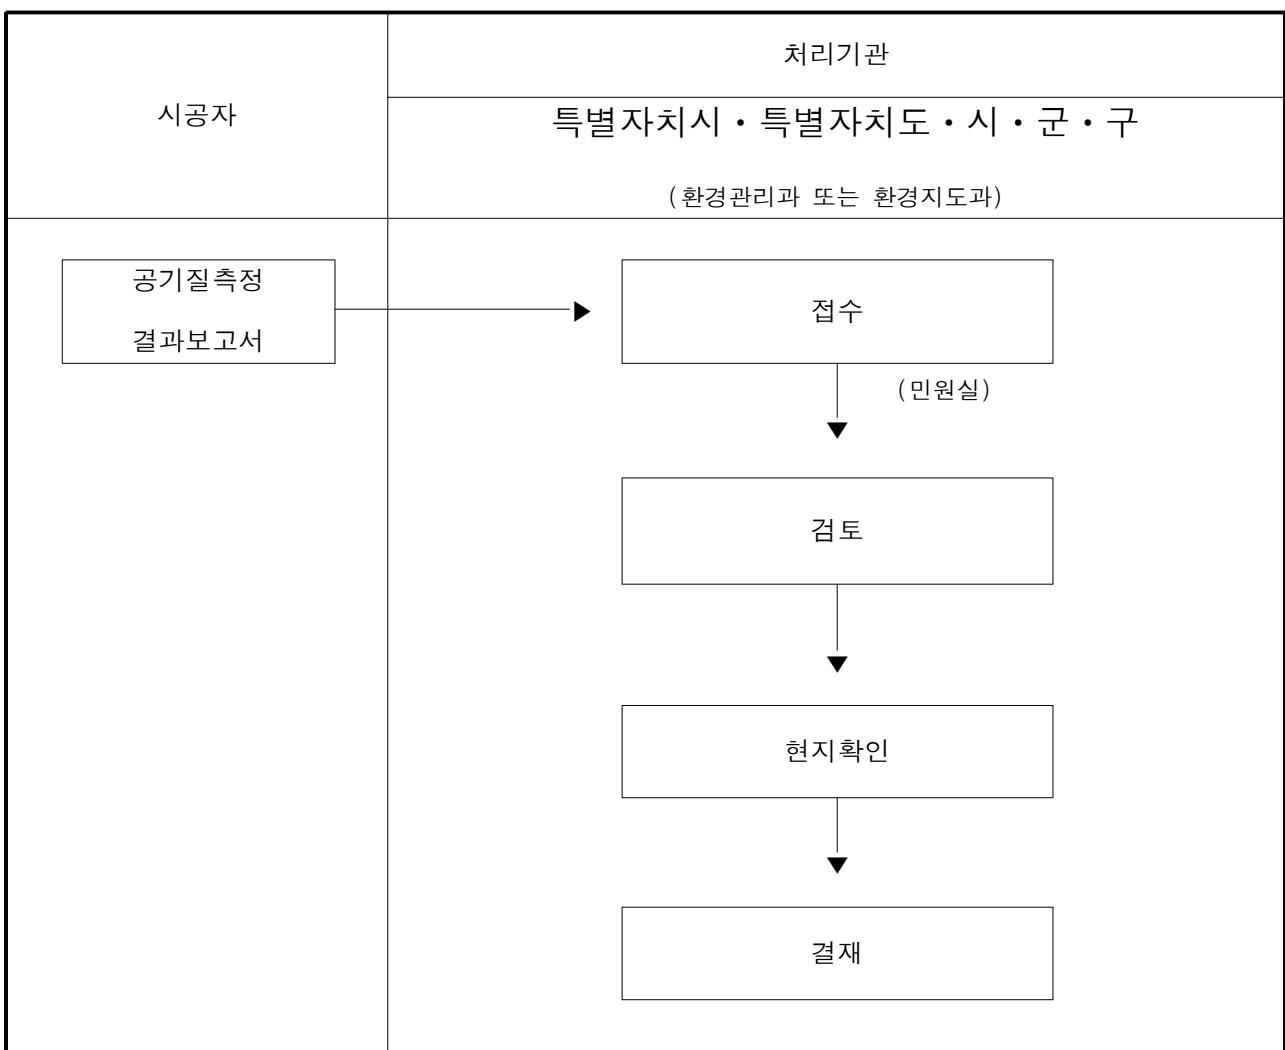 시공자
처리기관
특별자치시・특별자치도・시・군・구
(환경관리과 또는 환경지도과)
공기질측정
결과보고서
접수
(민원실)
검토
현지확인
결재